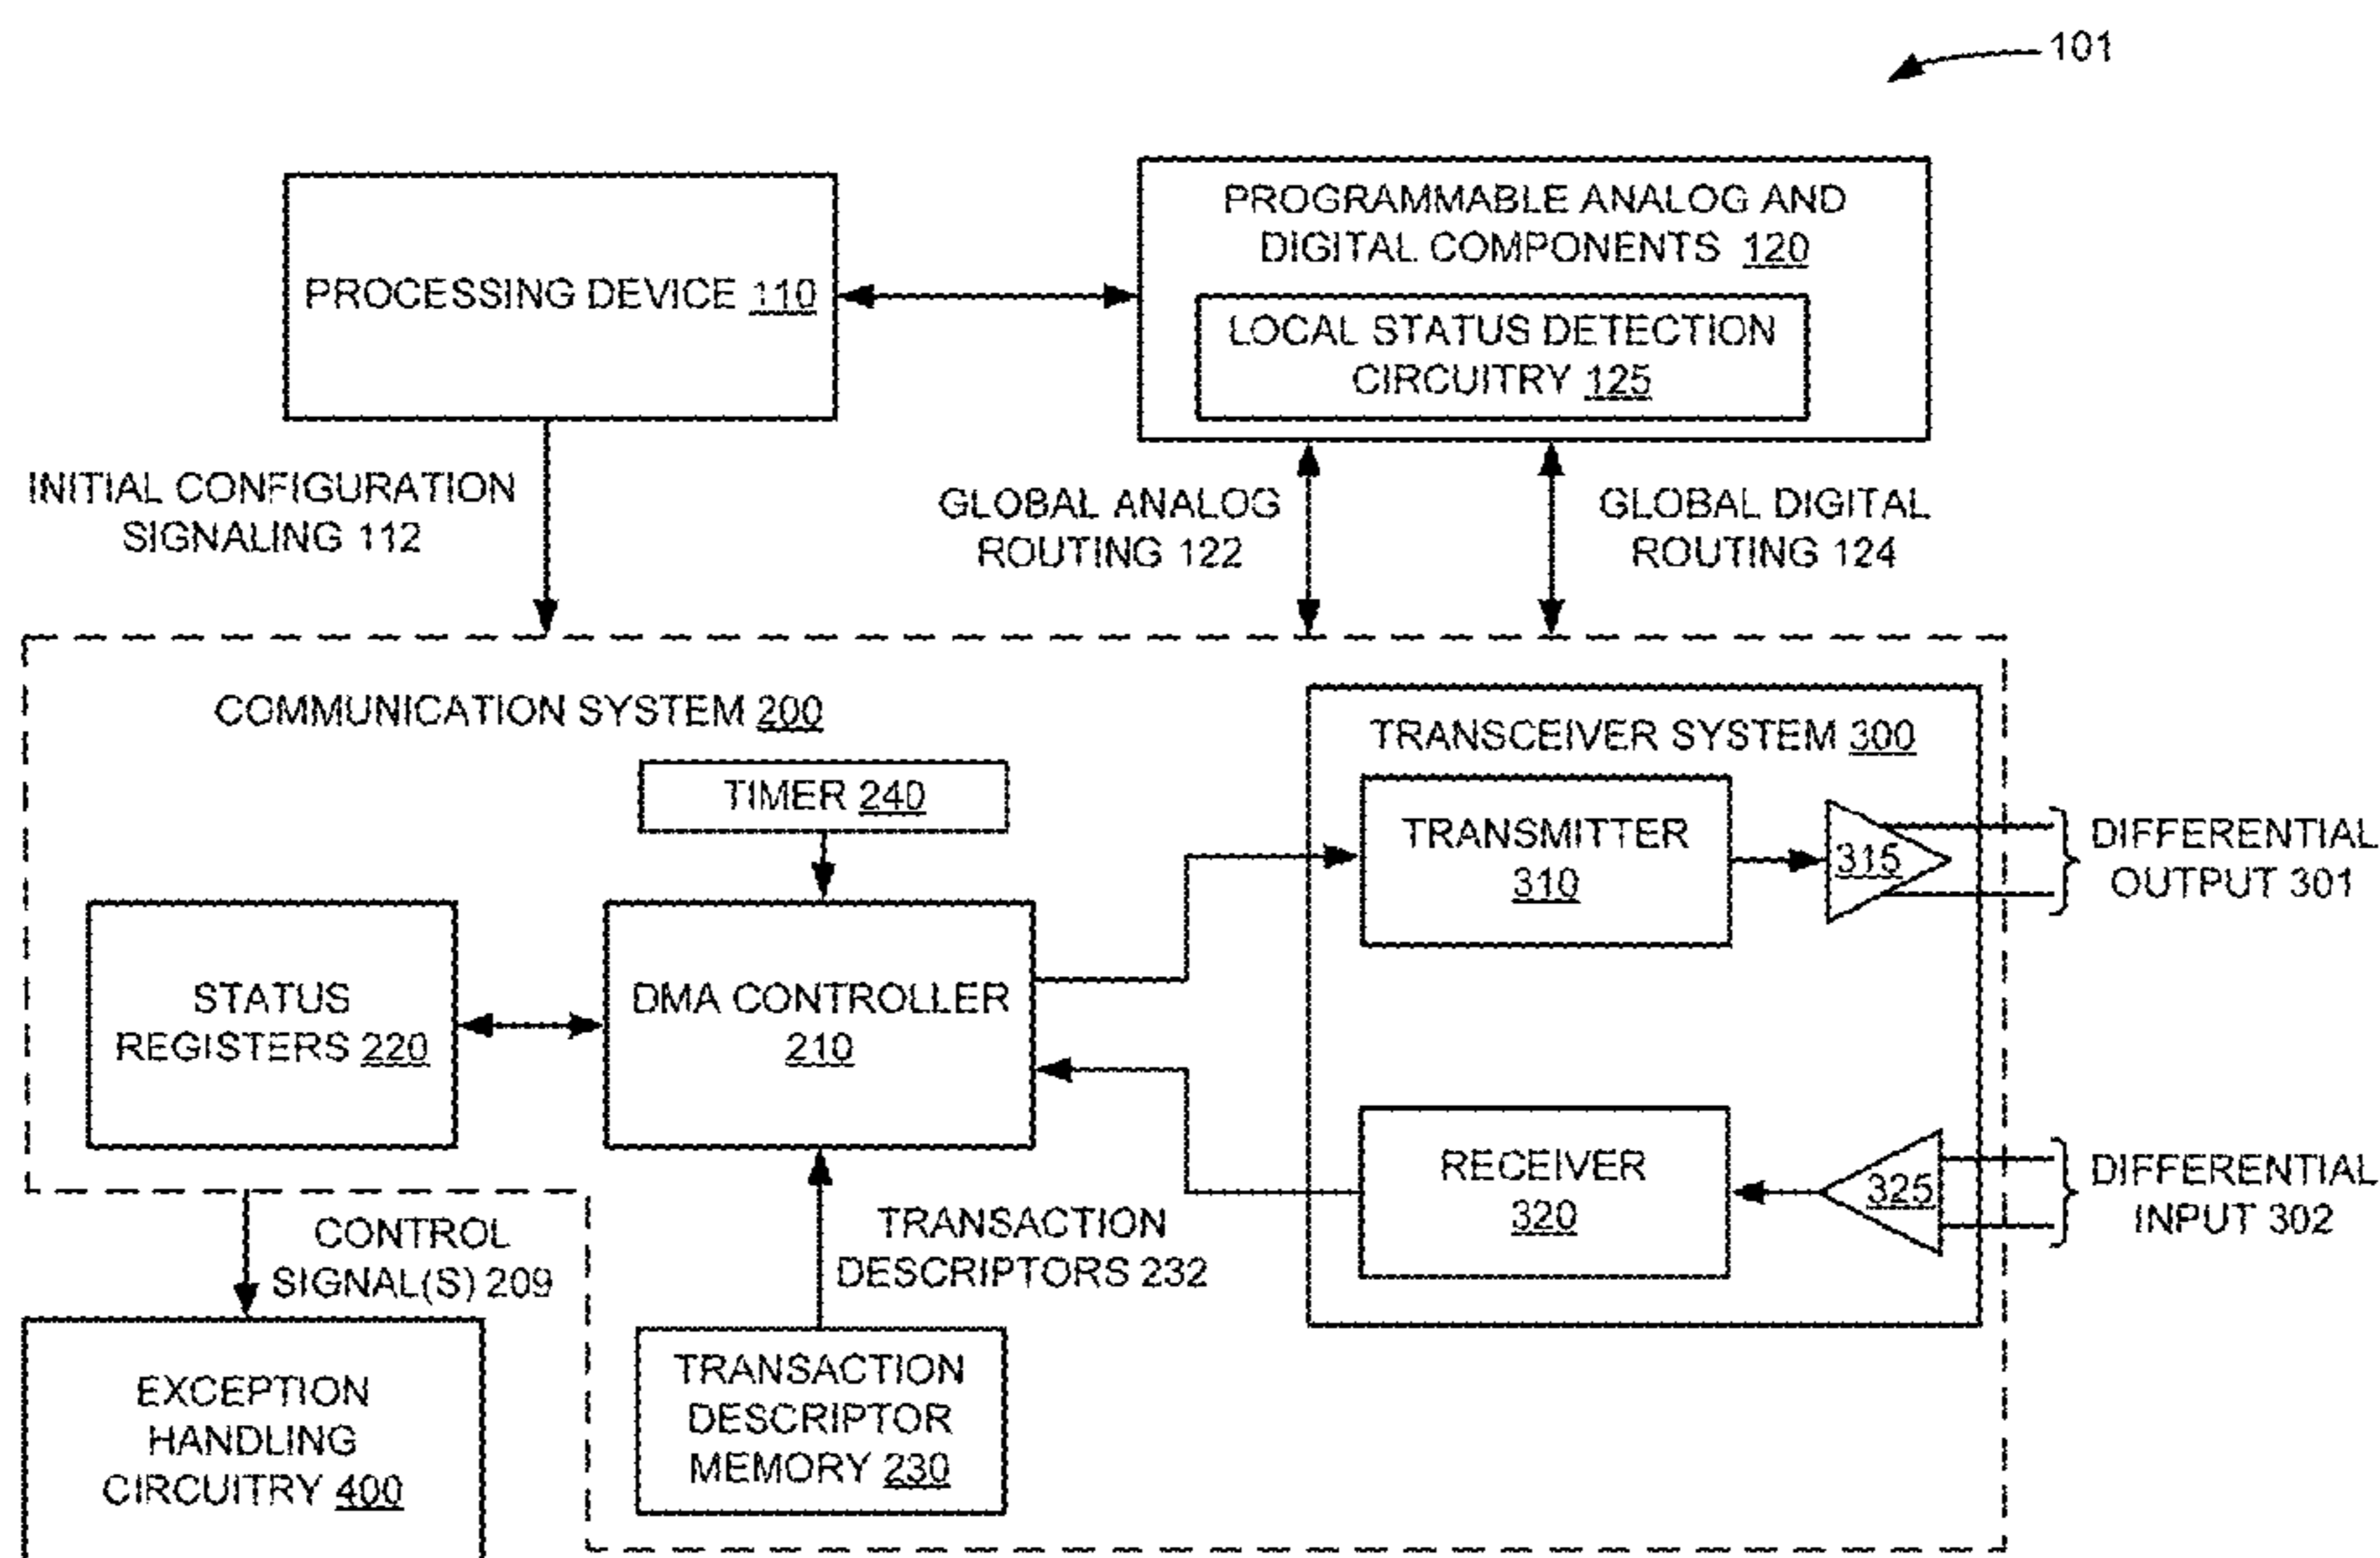 101
PROCESSING DEVICE 110
PROGRAMMABLE ANALOG AND
DIGITAL COMPONENTS 120
LOCAL STATUS DETECTION
CIRCUITRY 125
INITIAL CONFIGURATION
SIGNALING 112
GLOBAL ANALOG
ROUTING 122
GLOBAL DIGITAL
ROUTING 124
COMMUNICATION SYSTEM 200
TRANSCEIVER SYSTEM 300
TIMER 240
TRANSMITTER
310
315
DIFFERENTIAL
OUTPUT 301
STATUS
REGISTERS 220
DMA CONTROLLER
210
RECEIVER
320
325
DIFFERENTIAL
INPUT 302
CONTROL
SIGNAL(S) 209
TRANSACTION
DESCRIPTORS 232
EXCEPTION
HANDLING
CIRCUITRY 400
TRANSACTION
DESCRIPTOR
MEMORY 230